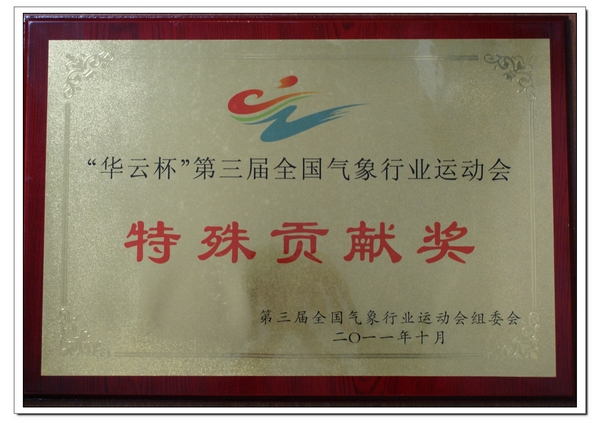 “华云杯”第三届全国气象行业运动会
特殊贡献奖
第三届全国气象行业运动会组委会
二〇一一年十月